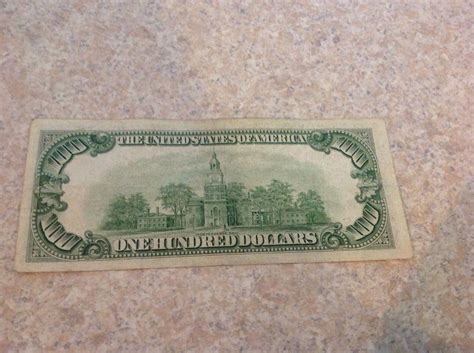 THE UNITED STATES OF AMERICA
100 100
100 100
ONE HUNDRED DOLLARS